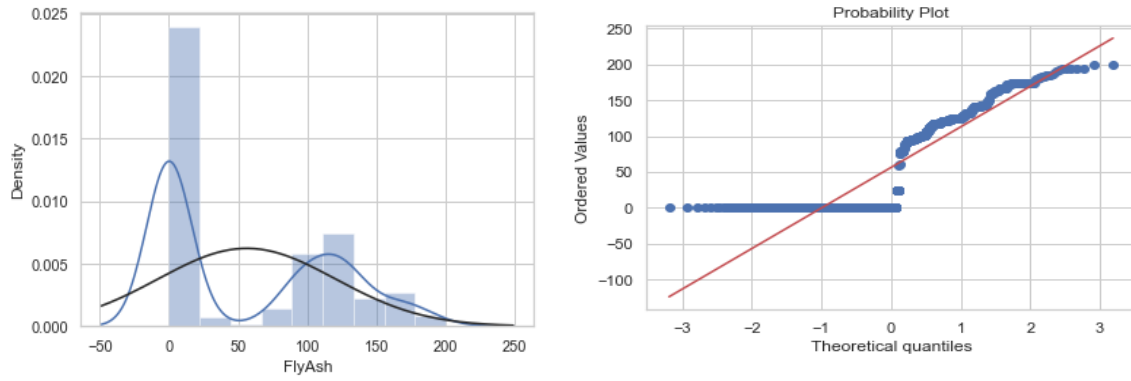 0.025
0.020
0.015
0.010
0.005
0.000
Density
−50 0 50 100 150 200 250
FlyAsh
Probability Plot
250
200
150
100
50
0
−50
−100
Ordered Values
−3 −2 −1 0 1 2 3
Theoretical quantiles